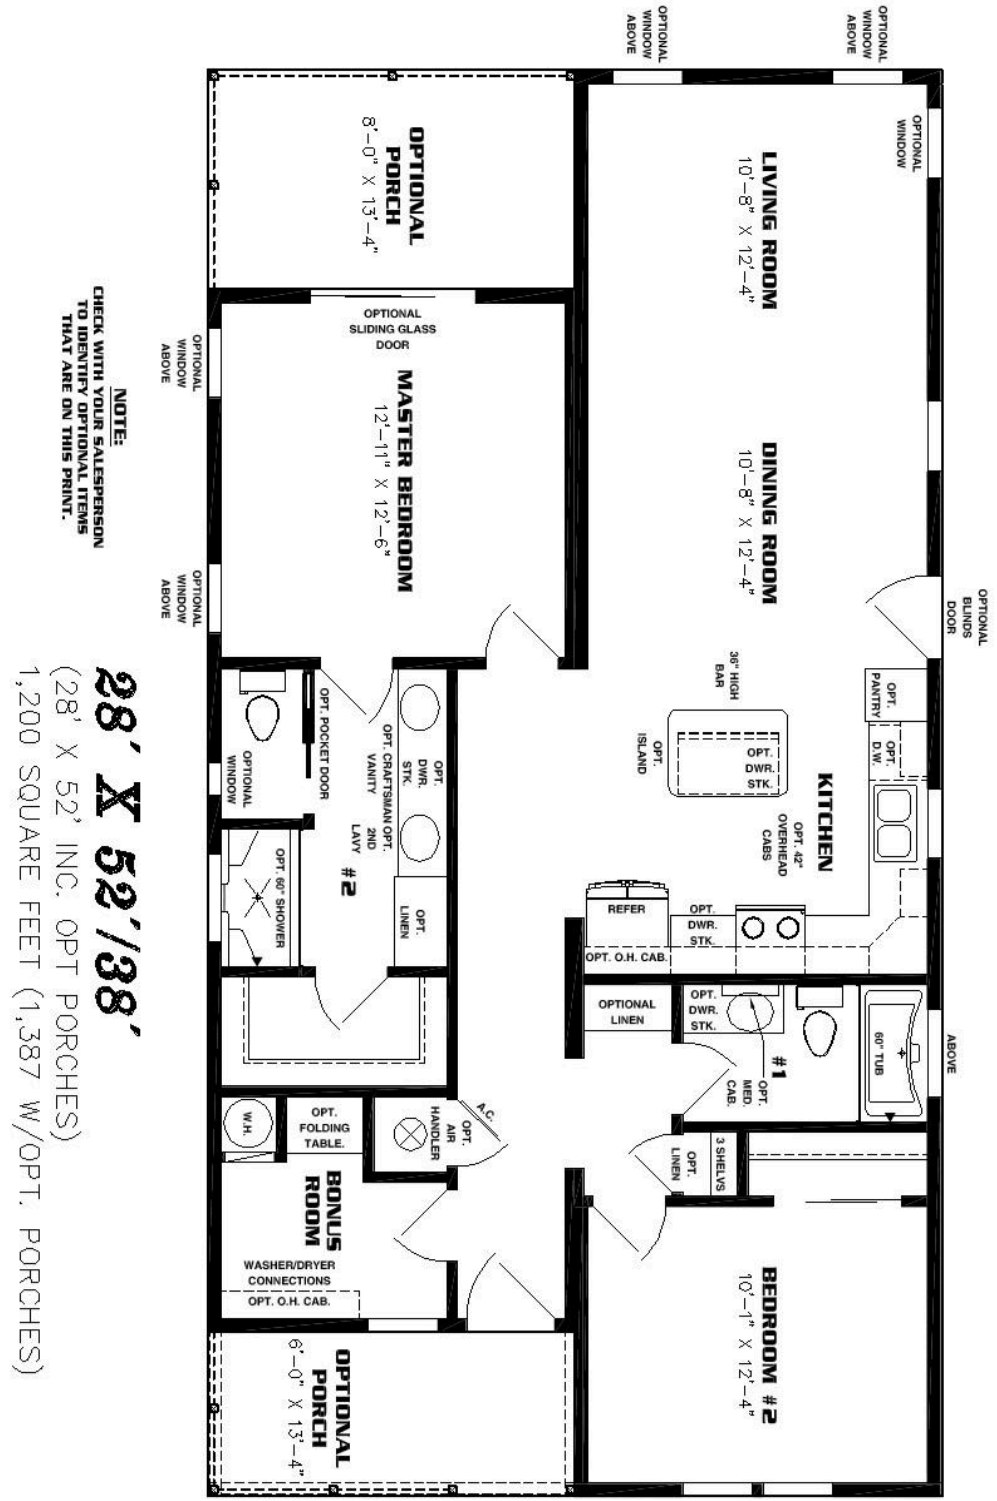 OPTIONAL
WINDOW
ABOVE
OPTIONAL
WINDOW
ABOVE
OPTIONAL
WINDOW
OPTIONAL
PORCH
8'-0" X 13'-4"
LIVING ROOM
10'-8" X 12'-4"
OPTIONAL
SLIDING GLASS
DOOR
MASTER BEDROOM
12'-11" X 12'-6"
DINING ROOM
10'-8" X 12'-4"
OPTIONAL
WINDOW
ABOVE
OPTIONAL
WINDOW
ABOVE
OPTIONAL
BLINDS
DOOR
NOTE:
CHECK WITH YOUR SALESPERSON
TO IDENTIFY OPTIONAL ITEMS
THAT ARE ON THIS PRINT.
36" HIGH
BAR
OPT.
ISLAND
OPT.
DWR.
STK.
OPT.
PANTRY
OPT.
D.W.
KITCHEN
OPT. 42"
OVERHEAD
CABS
REFER
OPT.
DWR.
STK.
OPT. O.H. CAB.
OPT. POCKET DOOR
OPTIONAL
WINDOW
OPT.
DWR.
STK.
OPT. CRAFTSMAN
VANITY
OPT.
2ND
LAVY
#2
OPT.
LINEN
OPT. 60" SHOWER
OPTIONAL
LINEN
OPT.
DWR.
STK.
#1
OPT.
MED.
CAB.
60" TUB
ABOVE
W.H.
OPT.
FOLDING
TABLE.
OPT.
AIR
HANDLER
A.C.
OPT.
LINEN
3 SHELVS
BONUS
ROOM
WASHER/DRYER
CONNECTIONS
OPT. O.H. CAB.
BEDROOM #2
10'-1" X 12'-4"
OPTIONAL
PORCH
6'-0" X 13'-4"
28' X 52'/38'
(28' X 52' INC. OPT PORCHES)
1,200 SQUARE FEET (1,387 W/OPT. PORCHES)